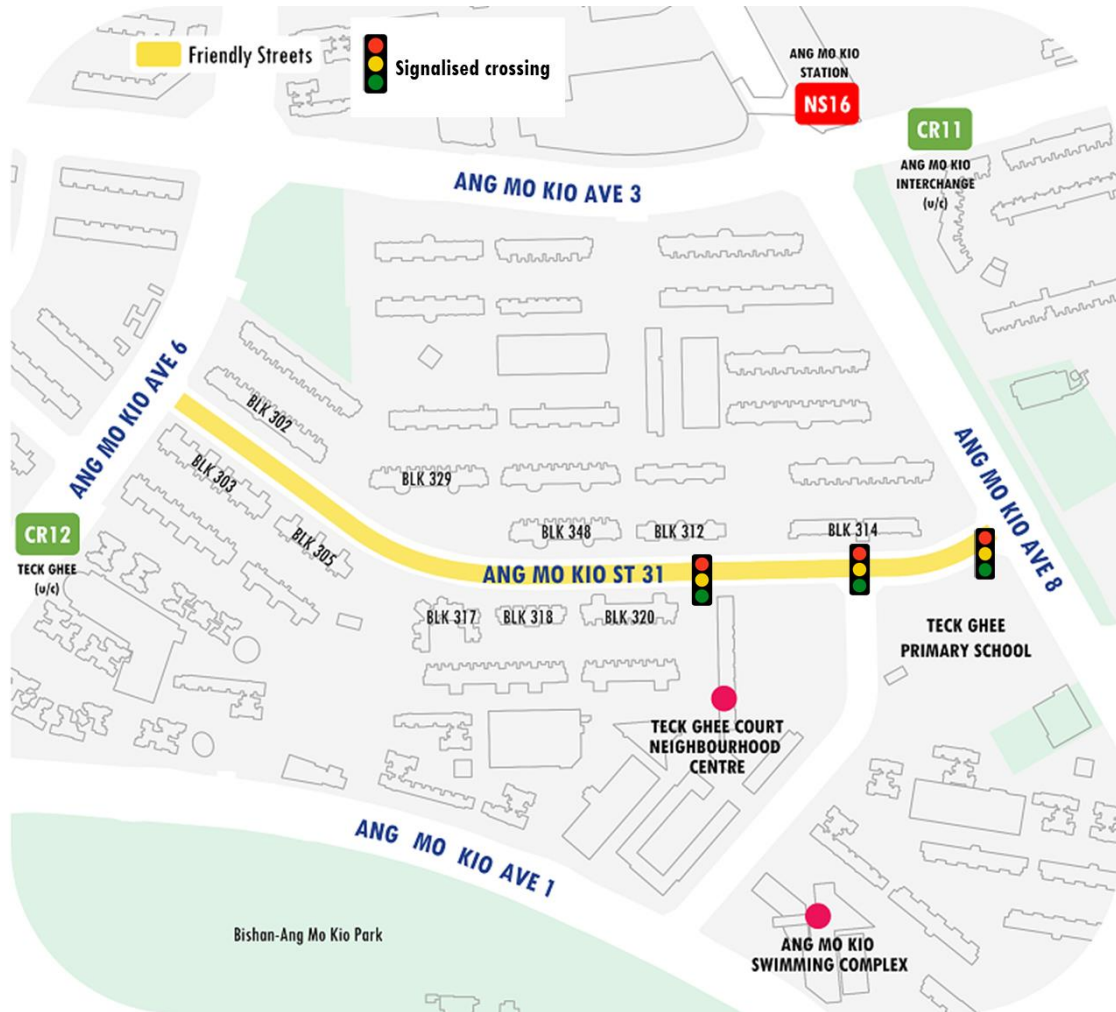 Friendly Streets
Signalised crossing
ANG MO KIO
STATION
NS16
CR11
ANG MO KIO
INTERCHANGE
(u/c)
ANG MO KIO AVE 3
ANG MO KIO AVE 6
BLK 302
BLK 303
BLK 329
ANG MO KIO AVE 8
CR12
TECK GHEE
(u/c)
BLK 305
BLK 348
BLK 312
BLK 314
ANG MO KIO ST 31
BLK 317
BLK 318
BLK 320
TECK GHEE
PRIMARY SCHOOL
TECK GHEE COURT
NEIGHBOURHOOD
CENTRE
ANG MO KIO AVE 1
Bishan-Ang Mo Kio Park
ANG MO KIO
SWIMMING COMPLEX